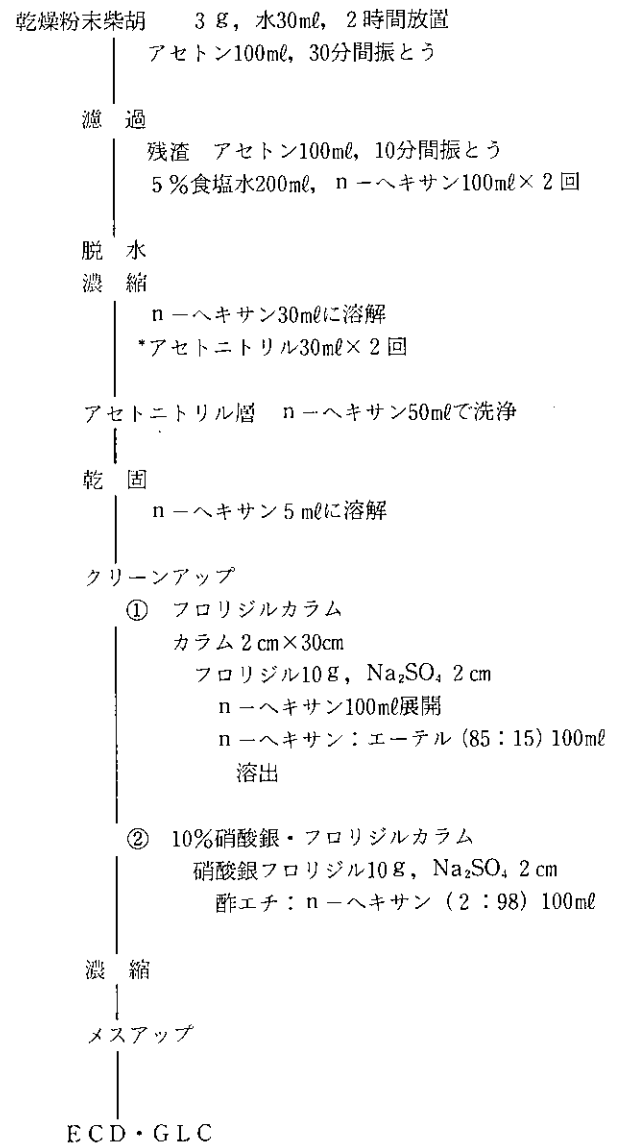 乾燥粉末柴胡 3g,水30㎖,2時間放置
アセトン100㎖,30分間振とう
濾過
残渣 アセトン100㎖,10分間振とう
5%食塩水200㎖,n-ヘキサン100㎖×2回
脱水
濃縮
n-ヘキサン30㎖に溶解
*アセトニトリル30㎖×2回
アセトニトリル層 n-ヘキサン50㎖で洗浄
乾固
n-ヘキサン5㎖に溶解
クリーンアップ
① フロリジルカラム
カラム2cm×30cm
フロリジル10g,Na₂SO₄ 2cm
n-ヘキサン100㎖展開
n-ヘキサン:エーテル(85:15)100㎖
溶出
② 10%硝酸銀・フロリジルカラム
硝酸銀フロリジル10g,Na₂SO₄ 2cm
酢エチ:n-ヘキサン(2:98)100㎖
濃縮
メスアップ
ECD・GLC